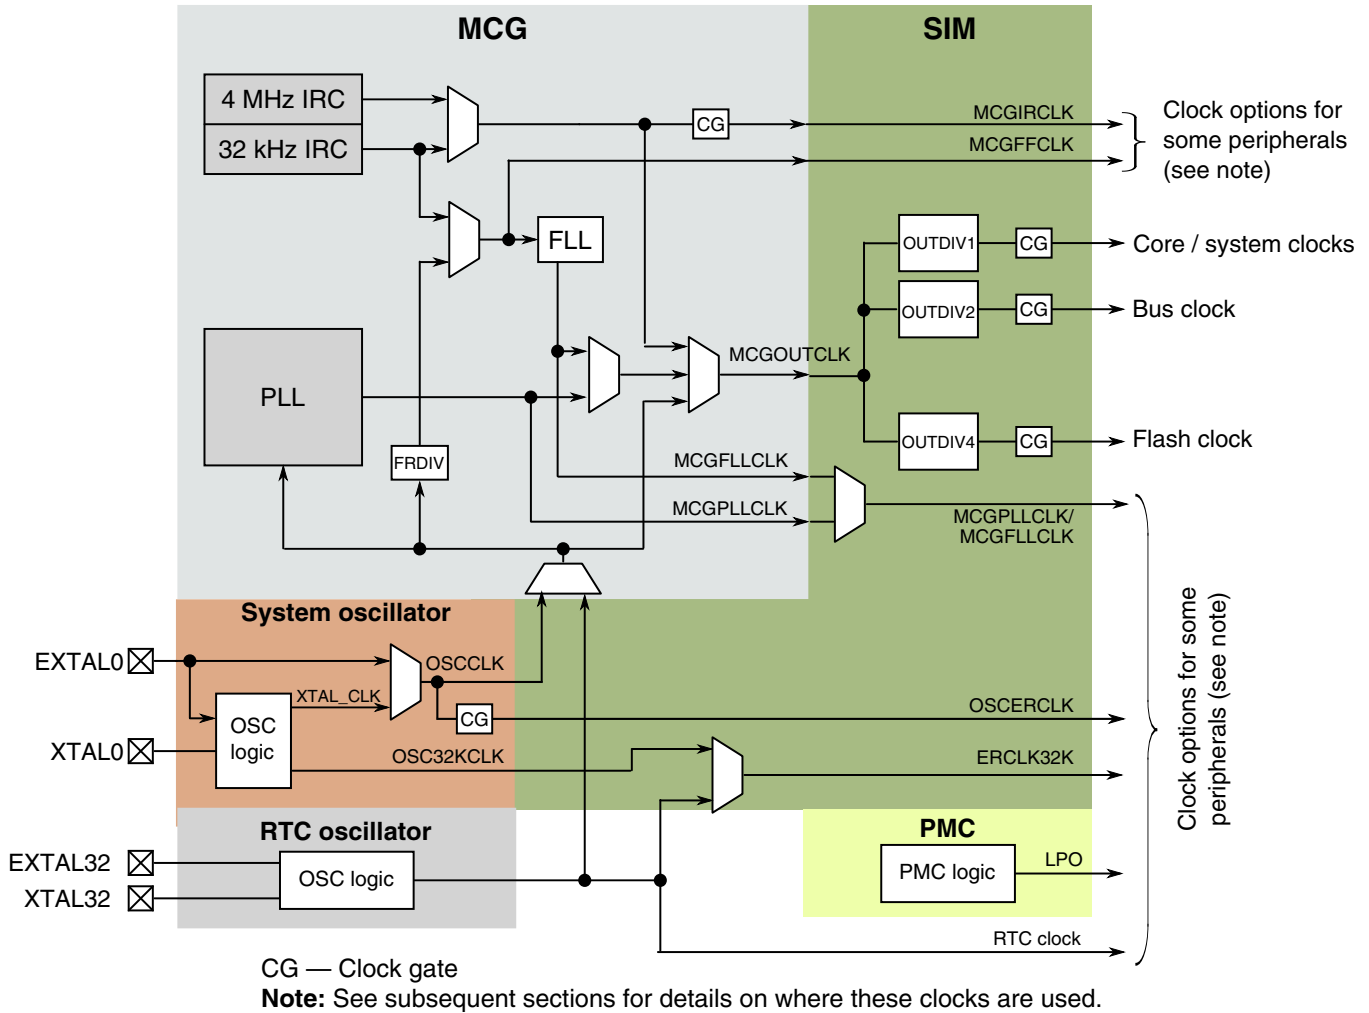 MCG
SIM
4 MHz IRC
32 kHz IRC
CG
MCGIRCLK
MCGFFCLK
Clock options for
some peripherals
(see note)
FLL
OUTDIV1
CG
Core / system clocks
OUTDIV2
CG
Bus clock
PLL
MCGOUTCLK
OUTDIV4
CG
Flash clock
FRDIV
MCGFLLCLK
MCGPLLCLK
MCGPLLCLK/
MCGFLLCLK
System oscillator
EXTAL0
OSCCLK
XTAL_CLK
OSC
logic
CG
OSCERCLK
XTAL0
OSC32KCLK
ERCLK32K
Clock options for some
peripherals (see note)
RTC oscillator
PMC
EXTAL32
OSC logic
PMC logic
LPO
XTAL32
RTC clock
CG — Clock gate
Note: See subsequent sections for details on where these clocks are used.